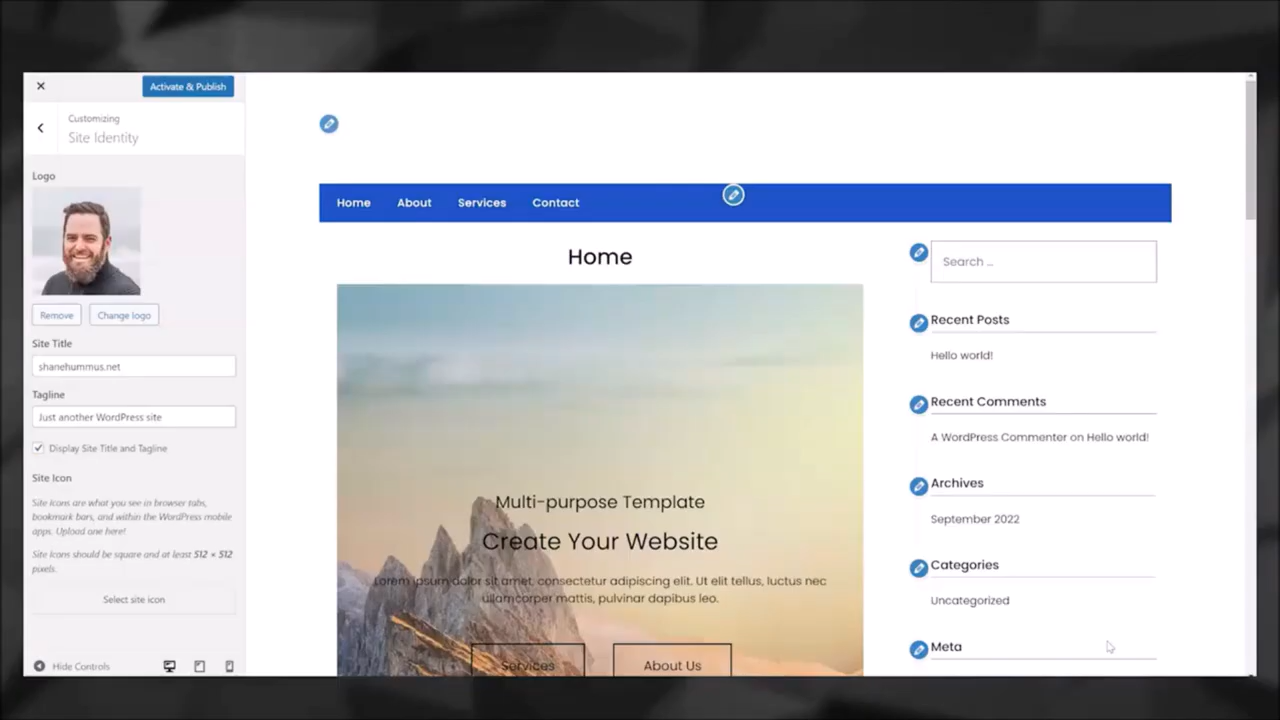 Activate & Publish
Customizing
Site Identity
Logo
Remove
Change logo
Site Title
shanehummus.net
Tagline
Just another WordPress site
Display Site Title and Tagline
Site Icon
Site Icons are what you see in browser tabs,
bookmark bars, and within the WordPress mobile
apps. Upload one here!
Site Icons should be square and at least 512 × 512
pixels.
Select site icon
Hide Controls
Home About Services Contact
Home
Multi-purpose Template
Create Your Website
Lorem ipsum dolor sit amet, consectetur adipiscing elit. Ut elit tellus, luctus nec
ullamcorper mattis, pulvinar dapibus leo.
Services
About Us
Search …
Recent Posts
Hello world!
Recent Comments
A WordPress Commenter on Hello world!
Archives
September 2022
Categories
Uncategorized
Meta